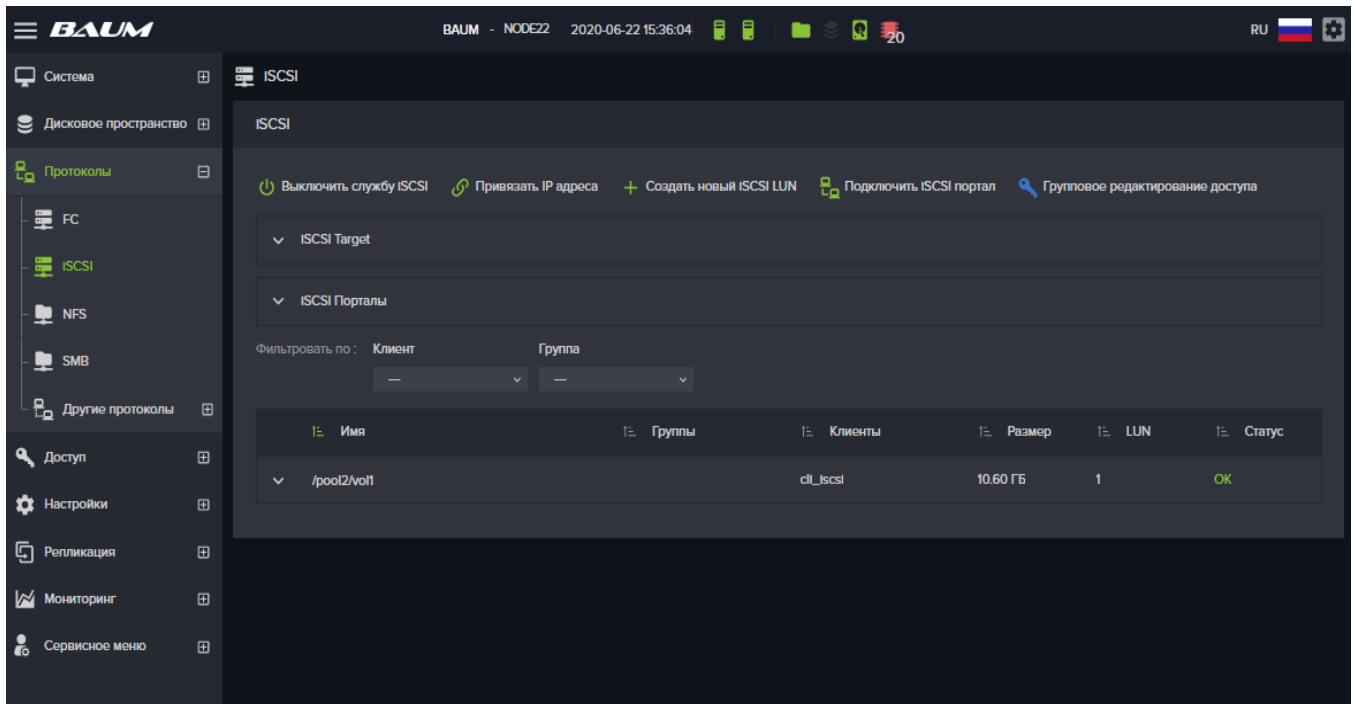 BAUM
BAUM - NODE22 2020-06-22 15:36:04 20 RU
Система
Дисковое пространство
Протоколы
FC
ISCSI
NFS
SMB
Другие протоколы
Доступ
Настройки
Репликация
Мониторинг
Сервисное меню
ISCSI
ISCSI
Выключить службу ISCSI Привязать IP адреса Создать новый ISCSI LUN Подключить ISCSI портал Групповое редактирование доступа
ISCSI Target
ISCSI Порталы
Фильтровать по : Клиент Группа
--- ---
Имя Группы Клиенты Размер LUN Статус
/pool2/vol1 cli_iscsi 10.60 ГБ 1 OK